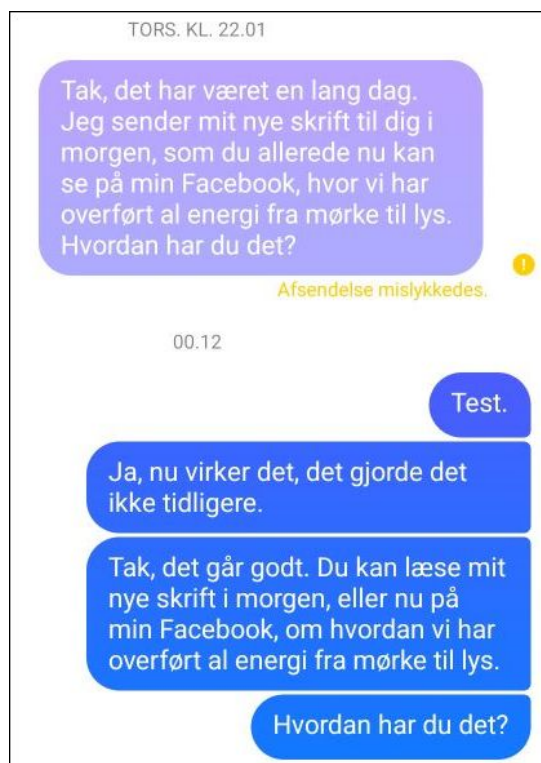 TORS. KL. 22.01
Tak, det har været en lang dag.
Jeg sender mit nye skrift til dig i
morgen, som du allerede nu kan
se på min Facebook, hvor vi har
overført al energi fra mørke til lys.
Hvordan har du det?
!
Afsendelse mislykkedes.
00.12
Test.
Ja, nu virker det, det gjorde det
ikke tidligere.
Tak, det går godt. Du kan læse mit
nye skrift i morgen, eller nu på
min Facebook, om hvordan vi har
overført al energi fra mørke til lys.
Hvordan har du det?